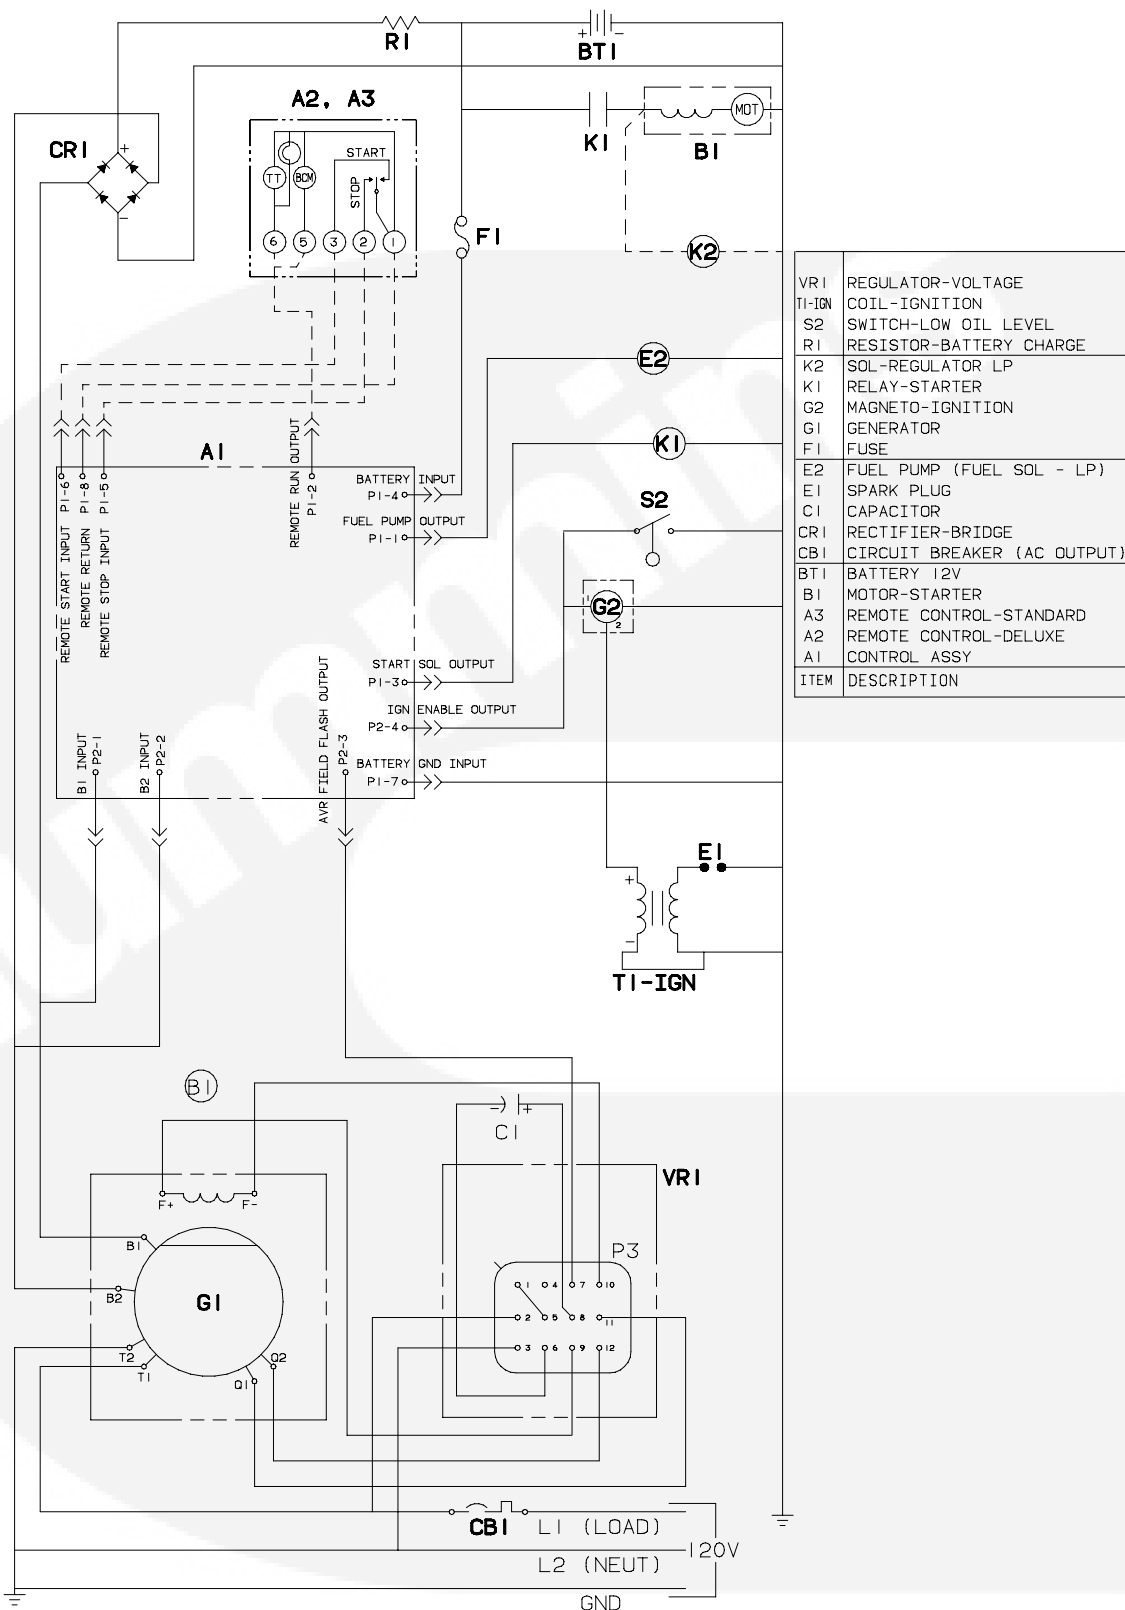 R1
+ -
BT1
A2, A3
K1
MOT
B1
CR1
+
-
START
STOP
TT
BCM
6 5 3 2 1
F1
K2
E2
K1
S2
G2
1
2
A1
REMOTE START INPUT P1-6
REMOTE RETURN P1-8
REMOTE STOP INPUT P1-5
REMOTE RUN OUTPUT
P1-2
BATTERY INPUT
P1-4
FUEL PUMP OUTPUT
P1-1
START SOL OUTPUT
P1-3
IGN ENABLE OUTPUT
P2-4
BATTERY GND INPUT
P1-7
B1 INPUT
P2-1
B2 INPUT
P2-2
AVR FIELD FLASH OUTPUT
P2-3
VR1 REGULATOR-VOLTAGE
T1-IGN COIL-IGNITION
S2 SWITCH-LOW OIL LEVEL
R1 RESISTOR-BATTERY CHARGE
K2 SOL-REGULATOR LP
K1 RELAY-STARTER
G2 MAGNETO-IGNITION
G1 GENERATOR
F1 FUSE
E2 FUEL PUMP (FUEL SOL - LP)
E1 SPARK PLUG
C1 CAPACITOR
CR1 RECTIFIER-BRIDGE
CB1 CIRCUIT BREAKER (AC OUTPUT)
BT1 BATTERY 12V
B1 MOTOR-STARTER
A3 REMOTE CONTROL-STANDARD
A2 REMOTE CONTROL-DELUXE
A1 CONTROL ASSY
ITEM DESCRIPTION
E1
+
-
T1-IGN
B1
- +
C1
VR1
F+ F-
B1
B2
G1
T2
T1
Q1
Q2
P3
1 4 7 10
2 5 8 11
3 6 9 12
CB1
L1 (LOAD)
120V
L2 (NEUT)
GND